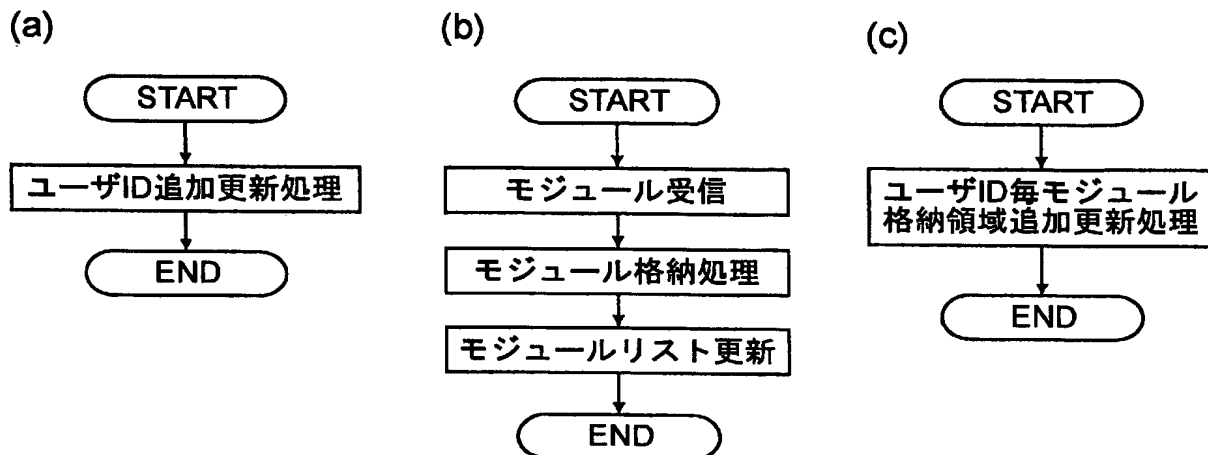 (a)
START
ユーザID追加更新処理
END
(b)
START
モジュール受信
モジュール格納処理
モジュールリスト更新
END
(c)
START
ユーザID毎モジュール
格納領域追加更新処理
END